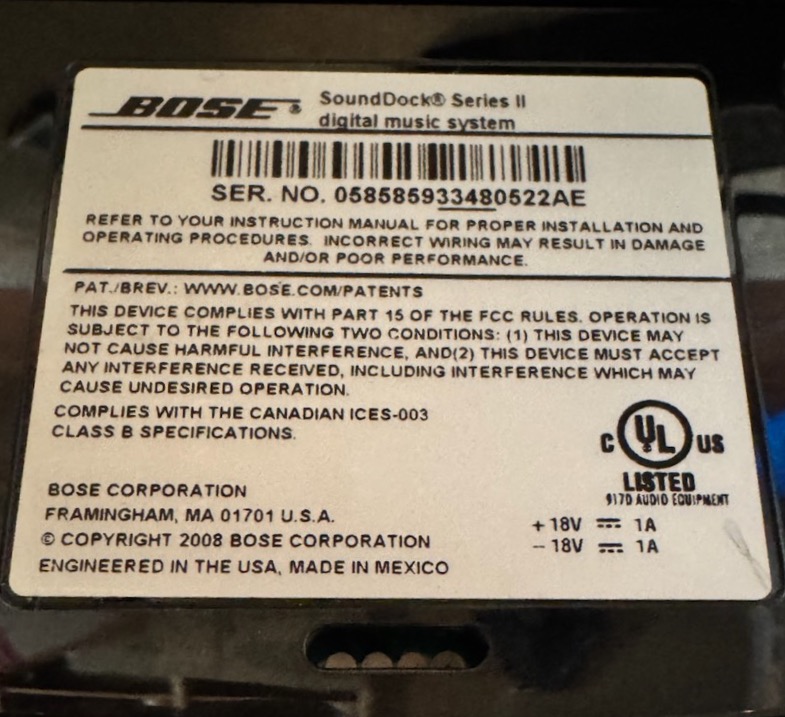 BOSE®
SoundDock® Series II
digital music system
SER. NO. 058585933480522AE
REFER TO YOUR INSTRUCTION MANUAL FOR PROPER INSTALLATION AND
OPERATING PROCEDURES. INCORRECT WIRING MAY RESULT IN DAMAGE
AND/OR POOR PERFORMANCE.
PAT./BREV.: WWW.BOSE.COM/PATENTS
THIS DEVICE COMPLIES WITH PART 15 OF THE FCC RULES. OPERATION IS
SUBJECT TO THE FOLLOWING TWO CONDITIONS: (1) THIS DEVICE MAY
NOT CAUSE HARMFUL INTERFERENCE, AND(2) THIS DEVICE MUST ACCEPT
ANY INTERFERENCE RECEIVED, INCLUDING INTERFERENCE WHICH MAY
CAUSE UNDESIRED OPERATION.
COMPLIES WITH THE CANADIAN ICES-003
CLASS B SPECIFICATIONS.
C UL US
LISTED
917D AUDIO EQUIPMENT
BOSE CORPORATION
FRAMINGHAM, MA 01701 U.S.A.
© COPYRIGHT 2008 BOSE CORPORATION
ENGINEERED IN THE USA, MADE IN MEXICO
+ 18V ⎓ 1A
− 18V ⎓ 1A